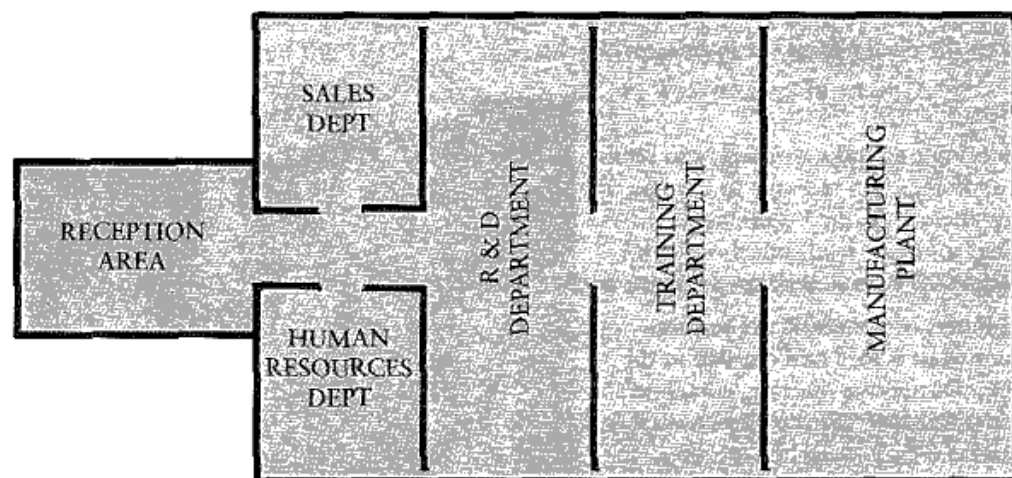 SALES
DEPT
RECEPTION
AREA
HUMAN
RESOURCES
DEPT
R & D
DEPARTMENT
TRAINING
DEPARTMENT
MANUFACTURING
PLANT